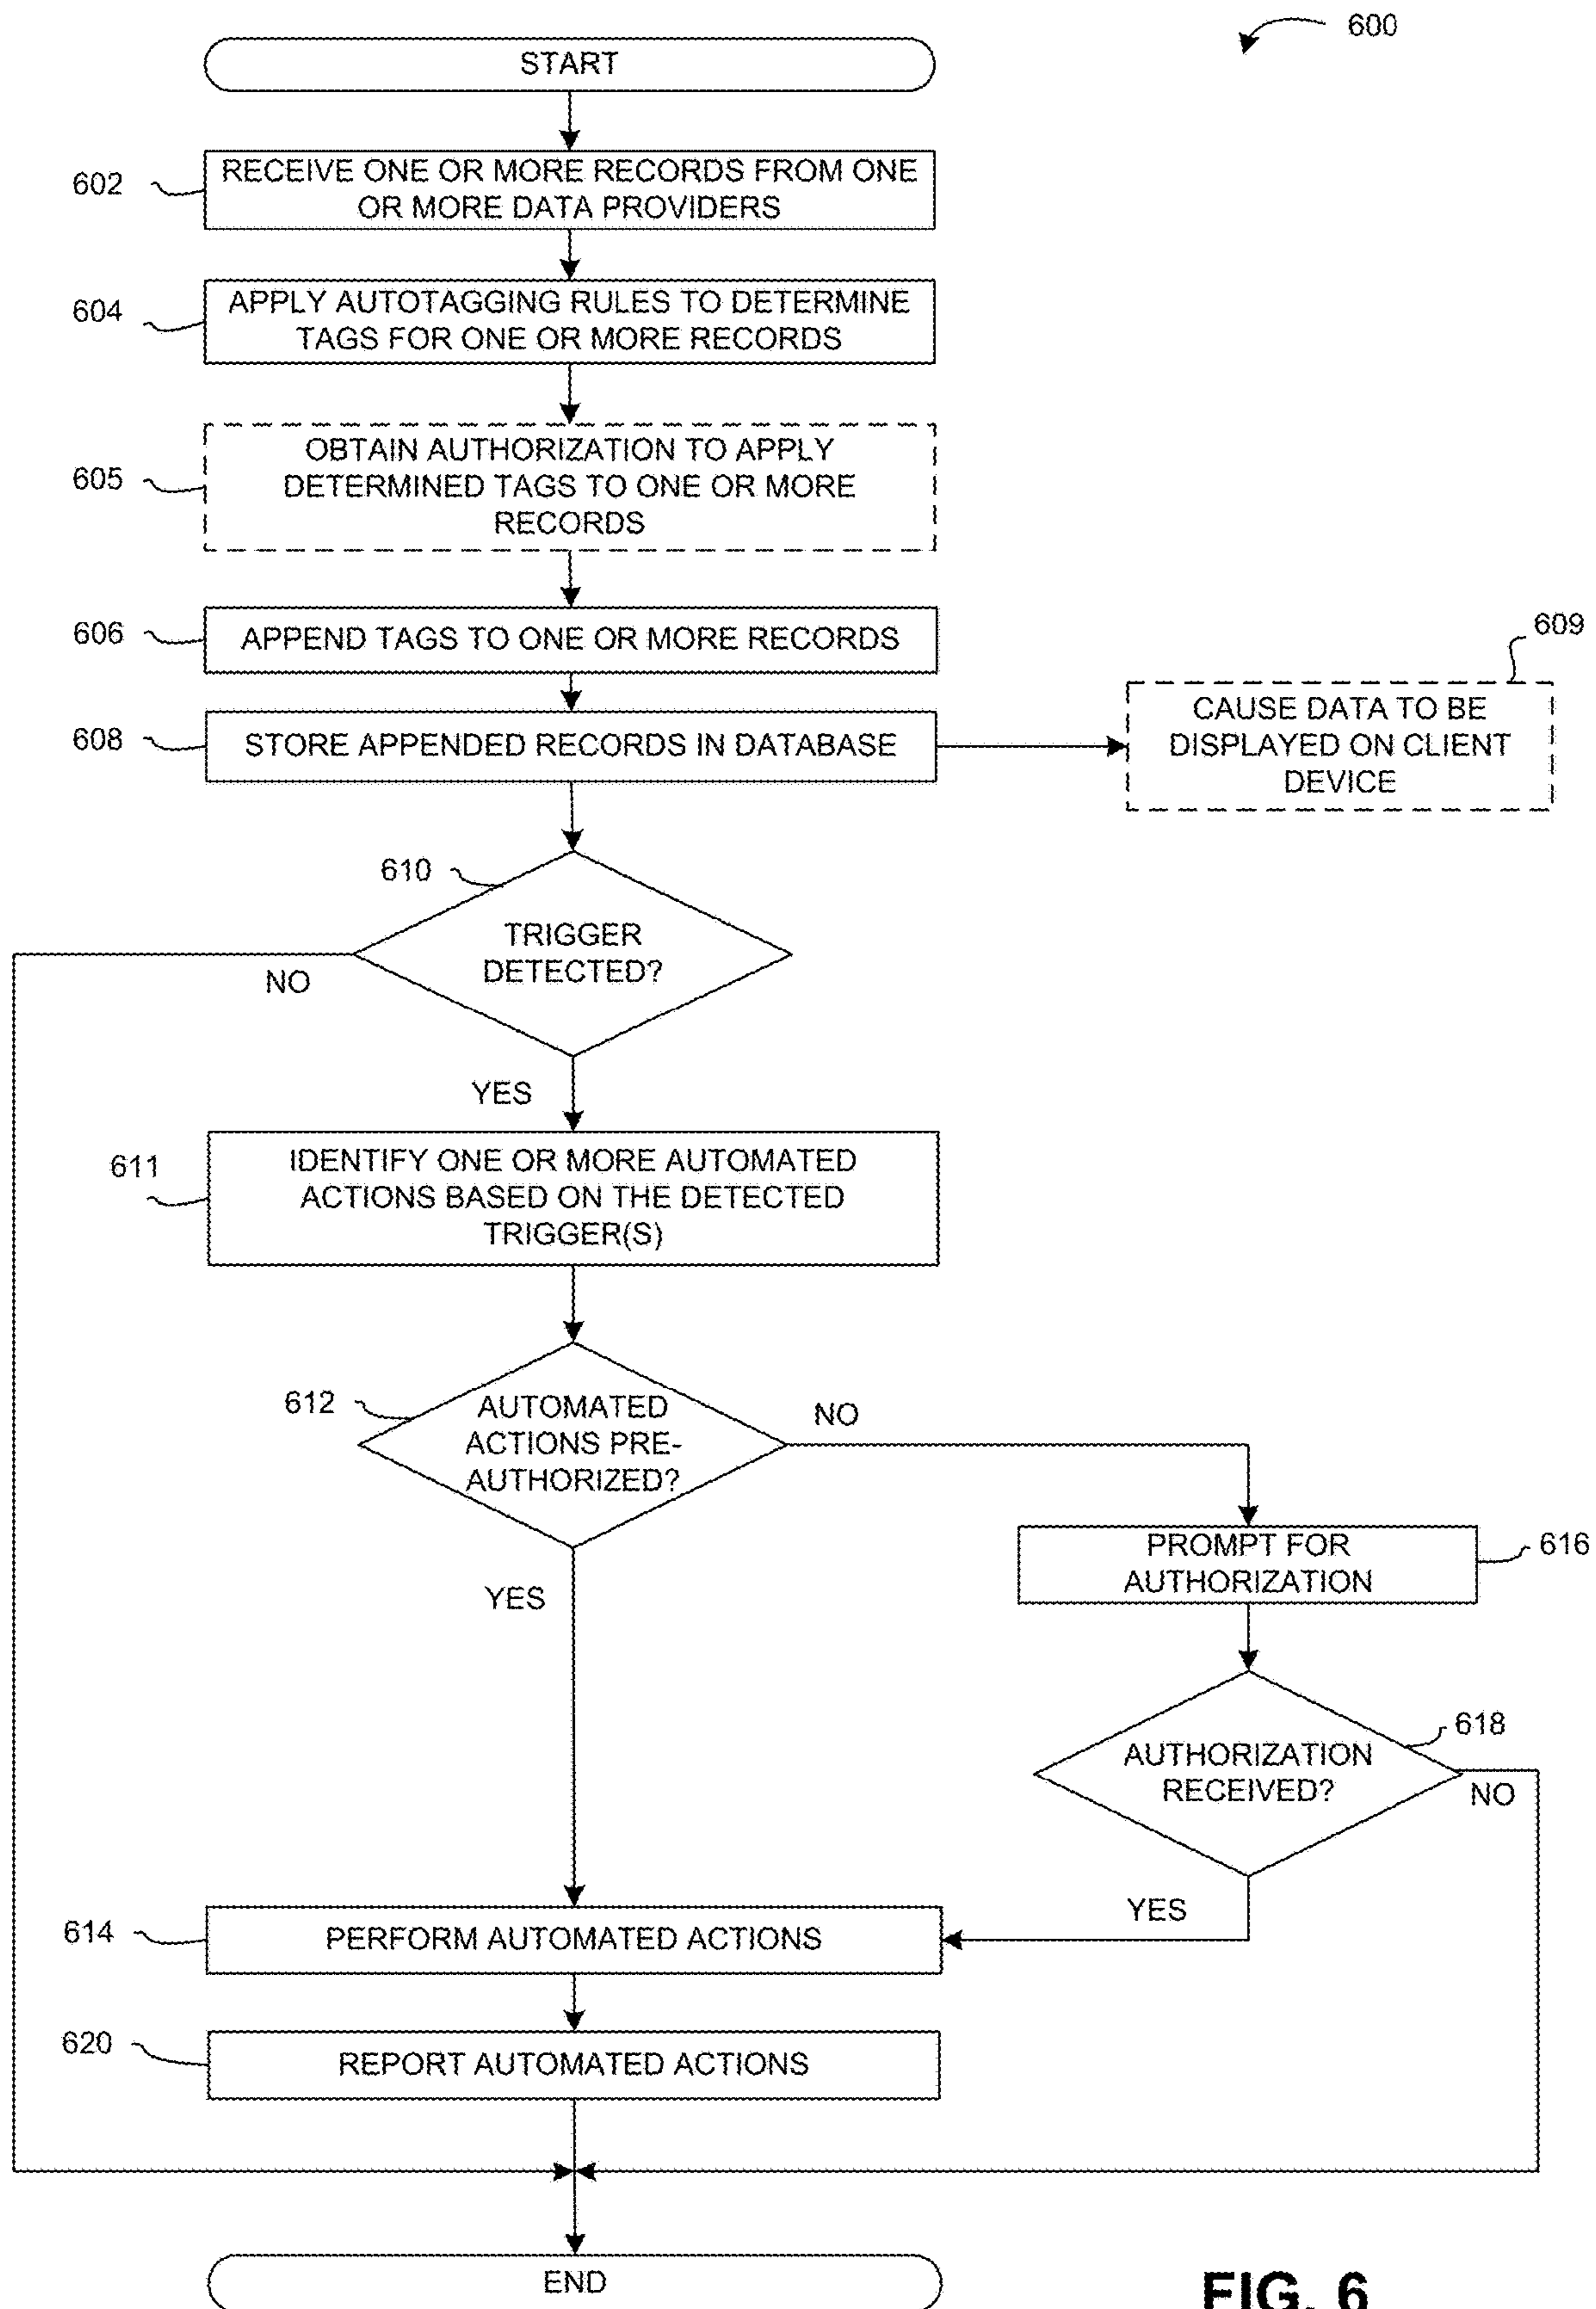 600
START
602
RECEIVE ONE OR MORE RECORDS FROM ONE
OR MORE DATA PROVIDERS
604
APPLY AUTOTAGGING RULES TO DETERMINE
TAGS FOR ONE OR MORE RECORDS
605
OBTAIN AUTHORIZATION TO APPLY
DETERMINED TAGS TO ONE OR MORE
RECORDS
606
APPEND TAGS TO ONE OR MORE RECORDS
609
608
STORE APPENDED RECORDS IN DATABASE
CAUSE DATA TO BE
DISPLAYED ON CLIENT
DEVICE
610
TRIGGER
DETECTED?
NO
YES
611
IDENTIFY ONE OR MORE AUTOMATED
ACTIONS BASED ON THE DETECTED
TRIGGER(S)
612
AUTOMATED
ACTIONS PRE-
AUTHORIZED?
NO
YES
PROMPT FOR
AUTHORIZATION
616
618
AUTHORIZATION
RECEIVED?
NO
YES
614
PERFORM AUTOMATED ACTIONS
620
REPORT AUTOMATED ACTIONS
END
FIG. 6